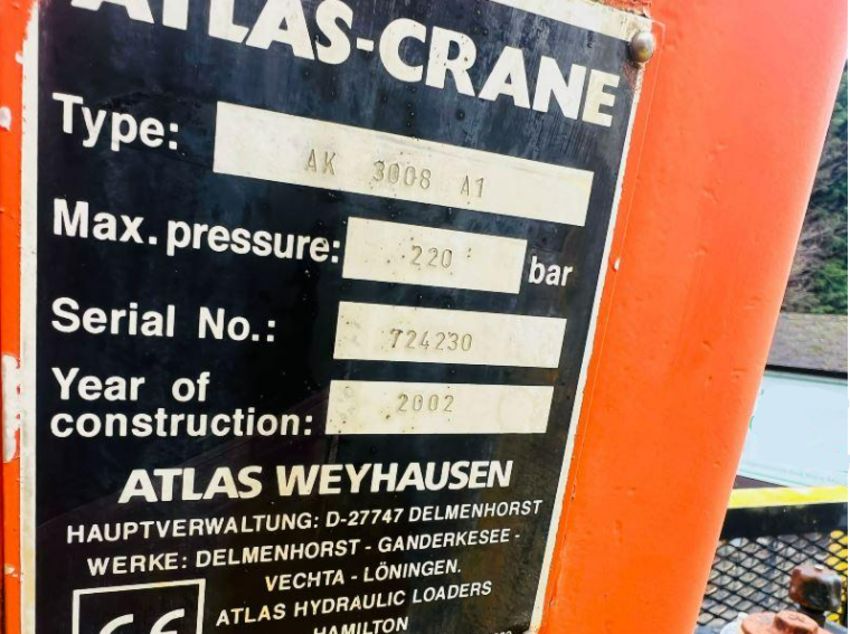 ATLAS-CRANE
Type: AK 3008 A1
Max. pressure: 220 bar
Serial No.: 724230
Year of
construction: 2002
ATLAS WEYHAUSEN
HAUPTVERWALTUNG: D-27747 DELMENHORST
WERKE: DELMENHORST - GANDERKESEE -
VECHTA - LÖNINGEN.
ATLAS HYDRAULIC LOADERS
CE HAMILTON